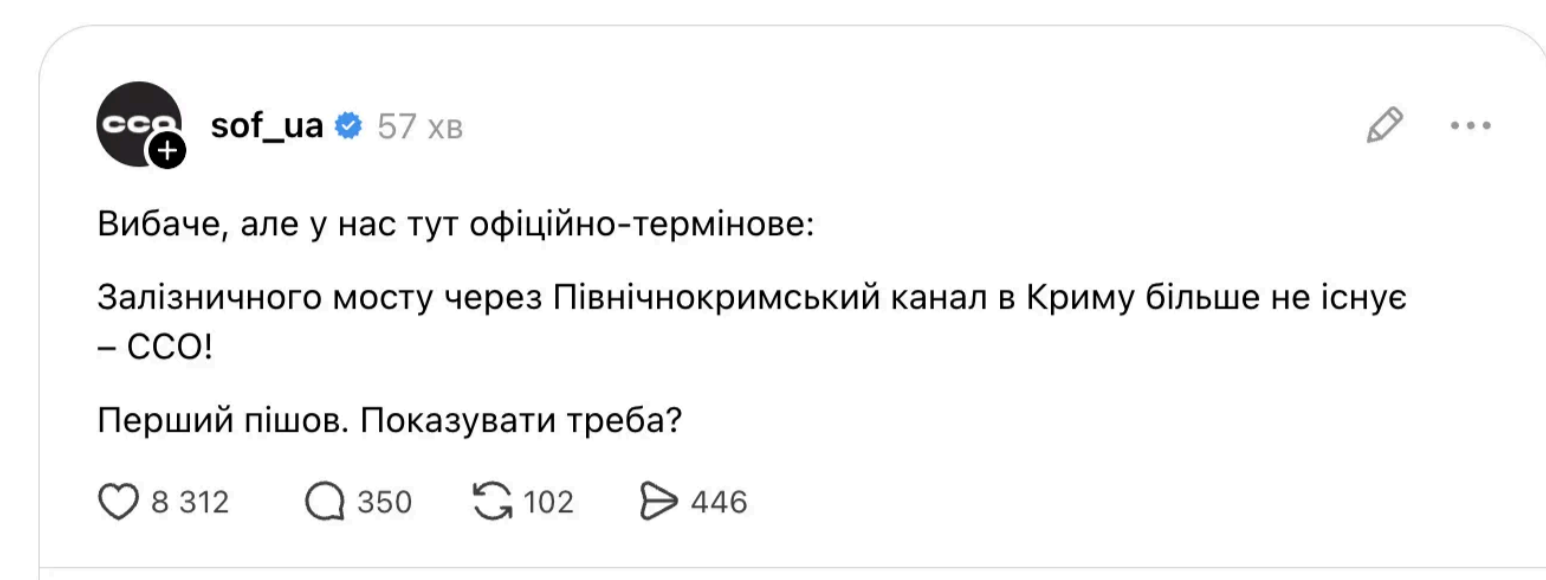 ССО
sof_ua 57 хв
Вибаче, але у нас тут офіційно-термінове:
Залізничного мосту через Північнокримський канал в Криму більше не існує
– ССО!
Перший пішов. Показувати треба?
8 312 350 102 446